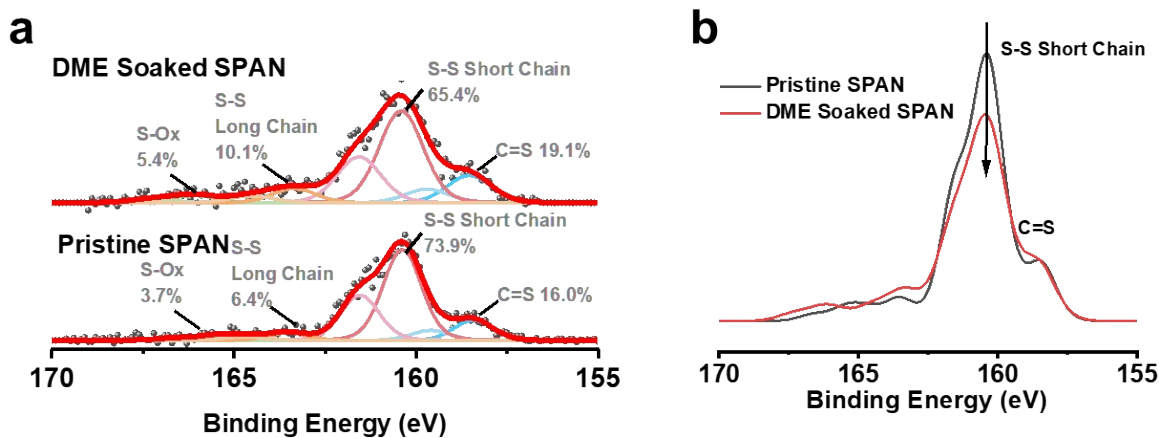 a
DME Soaked SPAN
S-S Short Chain
65.4%
S-S
Long Chain
10.1%
S-Ox
5.4%
C=S 19.1%
Pristine SPAN
S-S Short Chain
73.9%
S-S
Long Chain
6.4%
S-Ox
3.7%
C=S 16.0%
170
165
160
155
Binding Energy (eV)
b
S-S Short Chain
Pristine SPAN
DME Soaked SPAN
C=S
170
165
160
155
Binding Energy (eV)